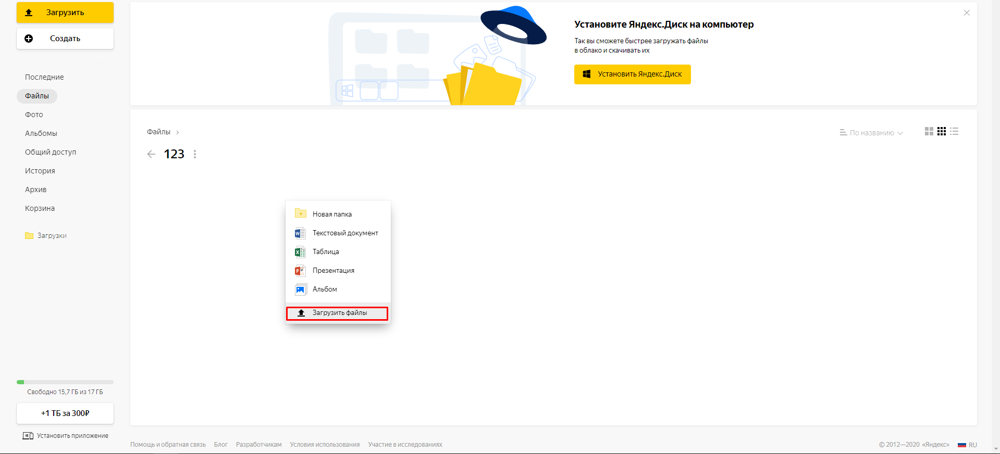 Загрузить
Создать
Последние
Файлы
Фото
Альбомы
Общий доступ
История
Архив
Корзина
Загрузки
Свободно 15,7 ГБ из 17 ГБ
+1 ТБ за 300₽
Установить приложение
Установите Яндекс.Диск на компьютер
Так вы сможете быстрее загружать файлы
в облако и скачивать их
Установить Яндекс.Диск
Файлы
По названию
123
Новая папка
Текстовый документ
Таблица
Презентация
Альбом
Загрузить файлы
Помощь и обратная связь Блог Разработчикам Условия использования Участие в исследованиях
© 2012—2020 «Яндекс» RU